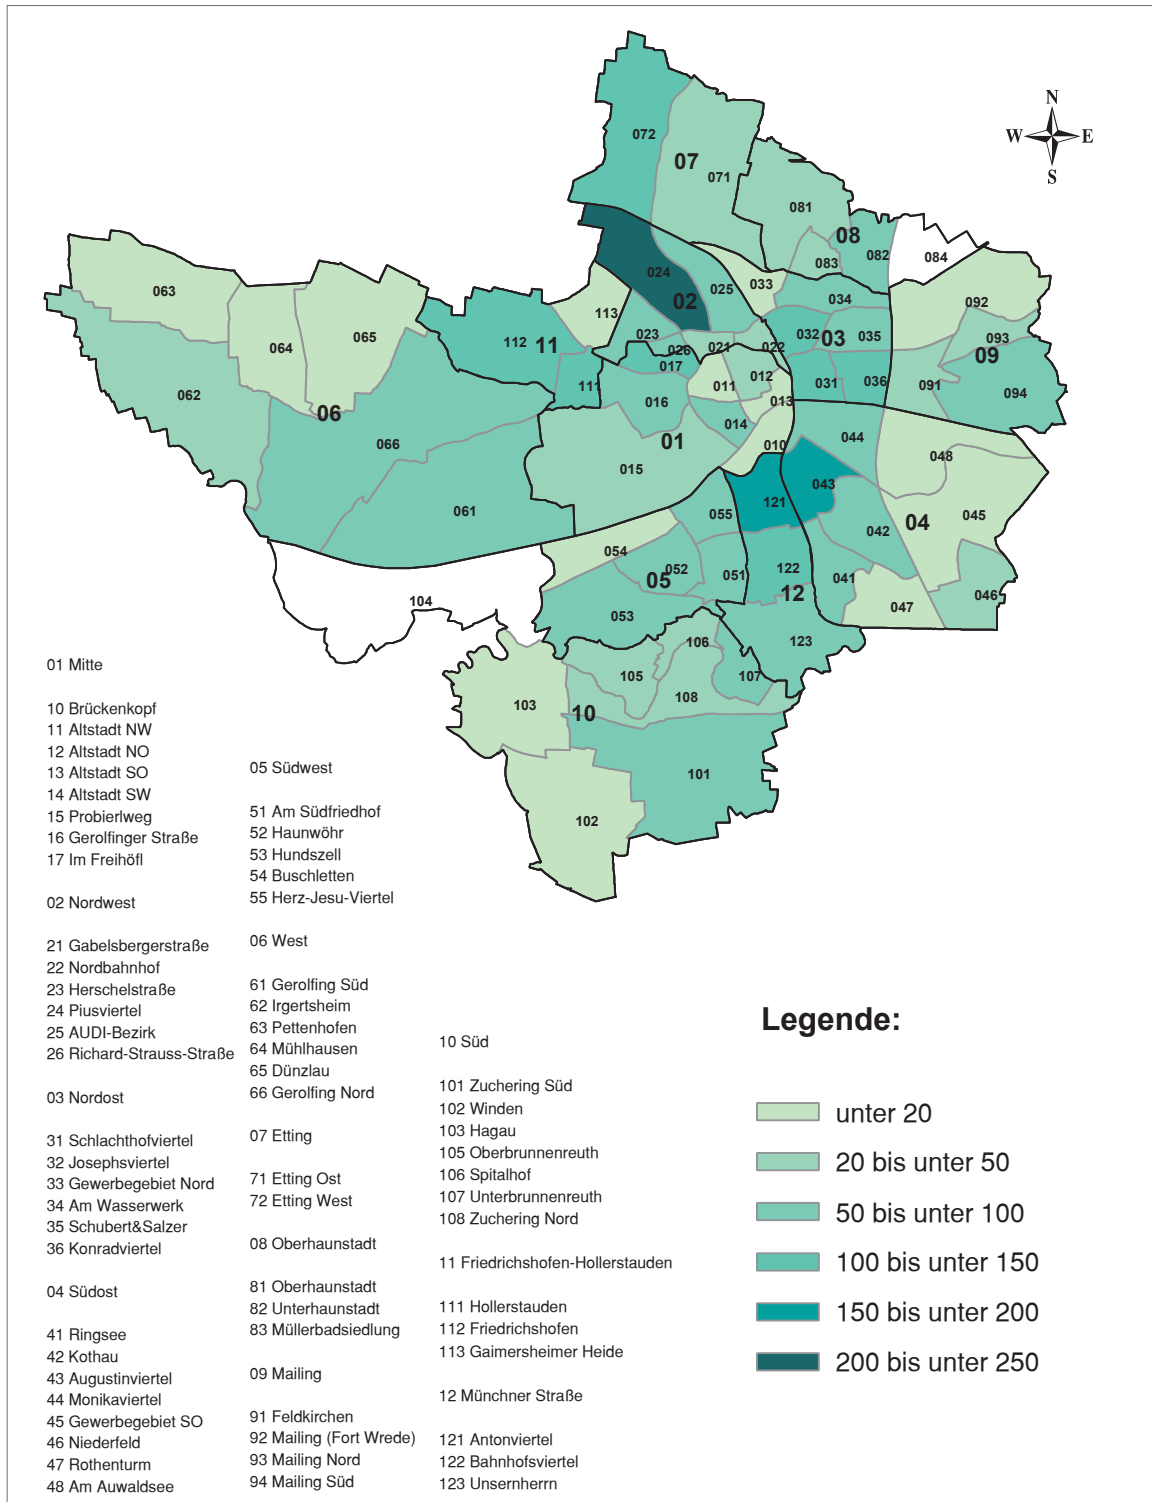 N
W E
S
072
07
071
081
08
082
083
084
024
02
025
033
063
092
113
034
064
065
112
11
023
026
021
022
032
03
035
093
09
017
111
011
012
031
036
091
094
062
06
016
013
014
066
01
010
044
015
048
121
043
061
055
04
045
042
054
05
052
051
122
12
041
046
104
053
047
106
123
105
107
103
10
108
101
102
01 Mitte
10 Brückenkopf
11 Altstadt NW
12 Altstadt NO
13 Altstadt SO
14 Altstadt SW
15 Probierlweg
16 Gerolfinger Straße
17 Im Freihöfl
02 Nordwest
21 Gabelsbergerstraße
22 Nordbahnhof
23 Herschelstraße
24 Piusviertel
25 AUDI-Bezirk
26 Richard-Strauss-Straße
03 Nordost
31 Schlachthofviertel
32 Josephsviertel
33 Gewerbegebiet Nord
34 Am Wasserwerk
35 Schubert&Salzer
36 Konradviertel
04 Südost
41 Ringsee
42 Kothau
43 Augustinviertel
44 Monikaviertel
45 Gewerbegebiet SO
46 Niederfeld
47 Rothenturm
48 Am Auwaldsee
05 Südwest
51 Am Südfriedhof
52 Haunwöhr
53 Hundszell
54 Buschletten
55 Herz-Jesu-Viertel
06 West
61 Gerolfing Süd
62 Irgertsheim
63 Pettenhofen
64 Mühlhausen
65 Dünzlau
66 Gerolfing Nord
07 Etting
71 Etting Ost
72 Etting West
08 Oberhaunstadt
81 Oberhaunstadt
82 Unterhaunstadt
83 Müllerbadsiedlung
09 Mailing
91 Feldkirchen
92 Mailing (Fort Wrede)
93 Mailing Nord
94 Mailing Süd
10 Süd
101 Zuchering Süd
102 Winden
103 Hagau
105 Oberbrunnenreuth
106 Spitalhof
107 Unterbrunnenreuth
108 Zuchering Nord
11 Friedrichshofen-Hollerstauden
111 Hollerstauden
112 Friedrichshofen
113 Gaimersheimer Heide
12 Münchner Straße
121 Antonviertel
122 Bahnhofsviertel
123 Unsernherrn
Legende:
unter 20
20 bis unter 50
50 bis unter 100
100 bis unter 150
150 bis unter 200
200 bis unter 250